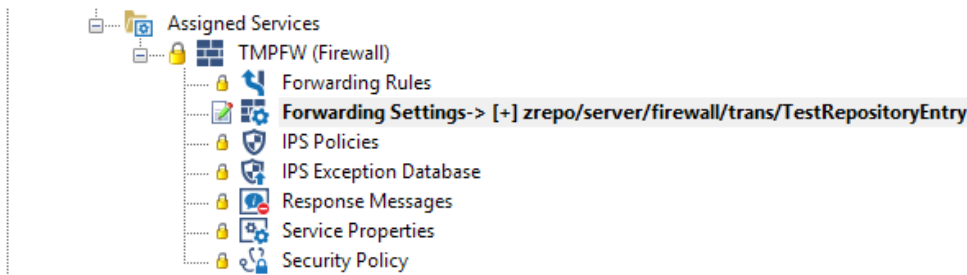 Assigned Services
TMPFW (Firewall)
Forwarding Rules
Forwarding Settings-> [+] zrepo/server/firewall/trans/TestRepositoryEntry
IPS Policies
IPS Exception Database
Response Messages
Service Properties
Security Policy